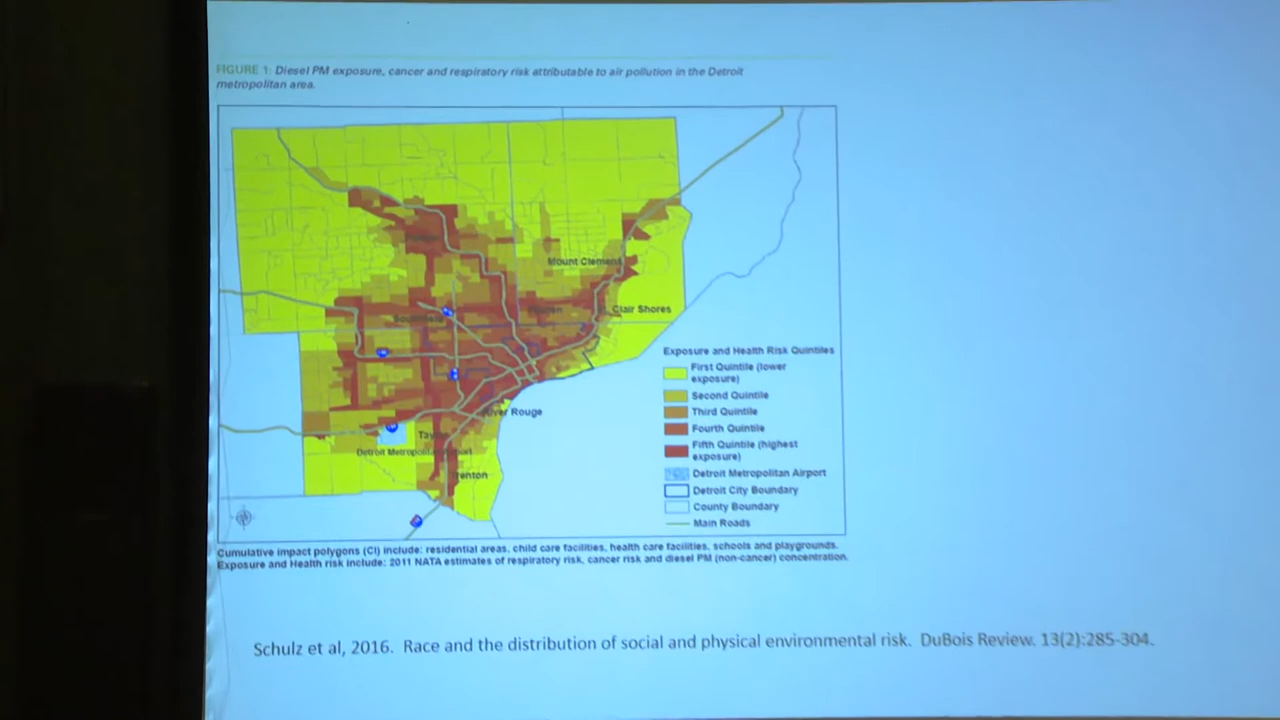 FIGURE 1: Diesel PM exposure, cancer and respiratory risk attributable to air pollution in the Detroit
metropolitan area.
Mount Clemens
Clair Shores
Southfield
River Rouge
Detroit Metropolitan Airport
Trenton
Exposure and Health Risk Quintiles
First Quintile (lower
exposure)
Second Quintile
Third Quintile
Fourth Quintile
Fifth Quintile (highest
exposure)
Detroit Metropolitan Airport
Detroit City Boundary
County Boundary
Main Roads
Cumulative impact polygons (CI) include: residential areas, child care facilities, health care facilities, schools and playgrounds.
Exposure and Health risk include: 2011 NATA estimates of respiratory risk, cancer risk and diesel PM (non-cancer) concentration.
Schulz et al, 2016. Race and the distribution of social and physical environmental risk. DuBois Review. 13(2):285-304.